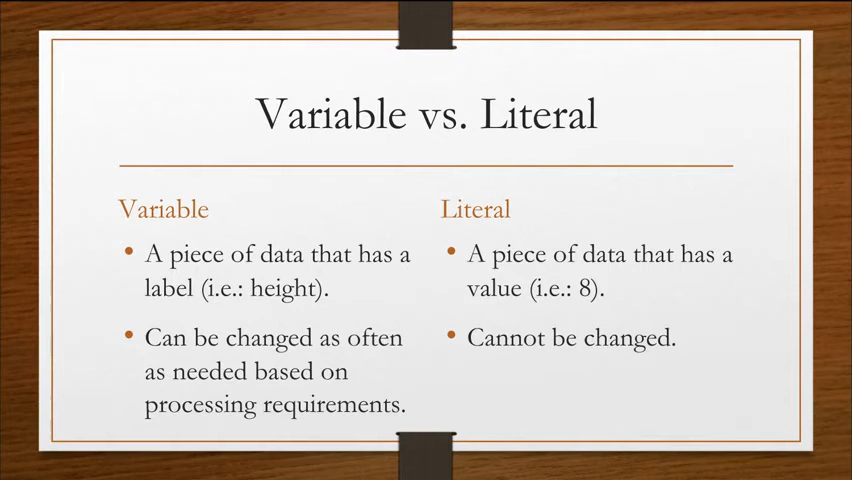 Variable vs. Literal
Variable
• A piece of data that has a
label (i.e.: height).
• Can be changed as often
as needed based on
processing requirements.
Literal
• A piece of data that has a
value (i.e.: 8).
• Cannot be changed.